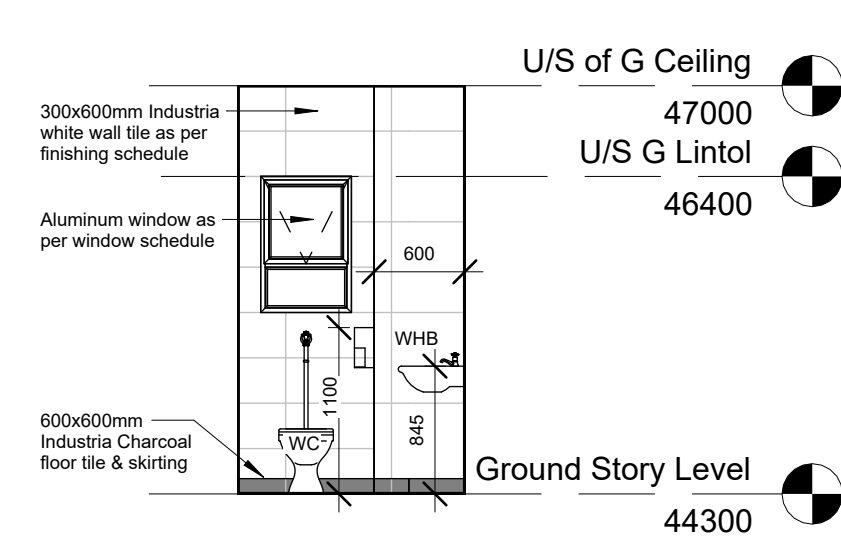 U/S of G Ceiling
47000
300x600mm Industria
white wall tile as per
finishing schedule
U/S G Lintol
46400
Aluminum window as
per window schedule
600
WHB
1100
845
600x600mm
Industria Charcoal
floor tile & skirting
WC
Ground Story Level
44300